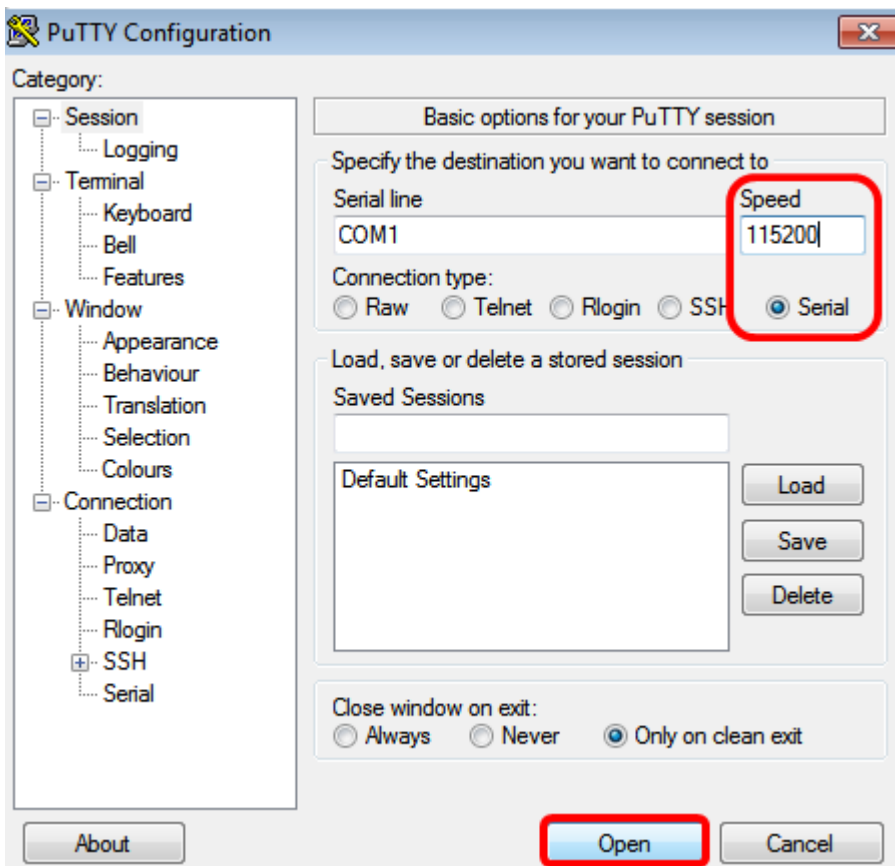 PuTTY Configuration
Category:
Session
Logging
Terminal
Keyboard
Bell
Features
Window
Appearance
Behaviour
Translation
Selection
Colours
Connection
Data
Proxy
Telnet
Rlogin
SSH
Serial
Basic options for your PuTTY session
Specify the destination you want to connect to
Serial line Speed
COM1 115200
Connection type:
Raw Telnet Rlogin SSH Serial
Load, save or delete a stored session
Saved Sessions
Default Settings
Load
Save
Delete
Close window on exit:
Always Never Only on clean exit
About Open Cancel